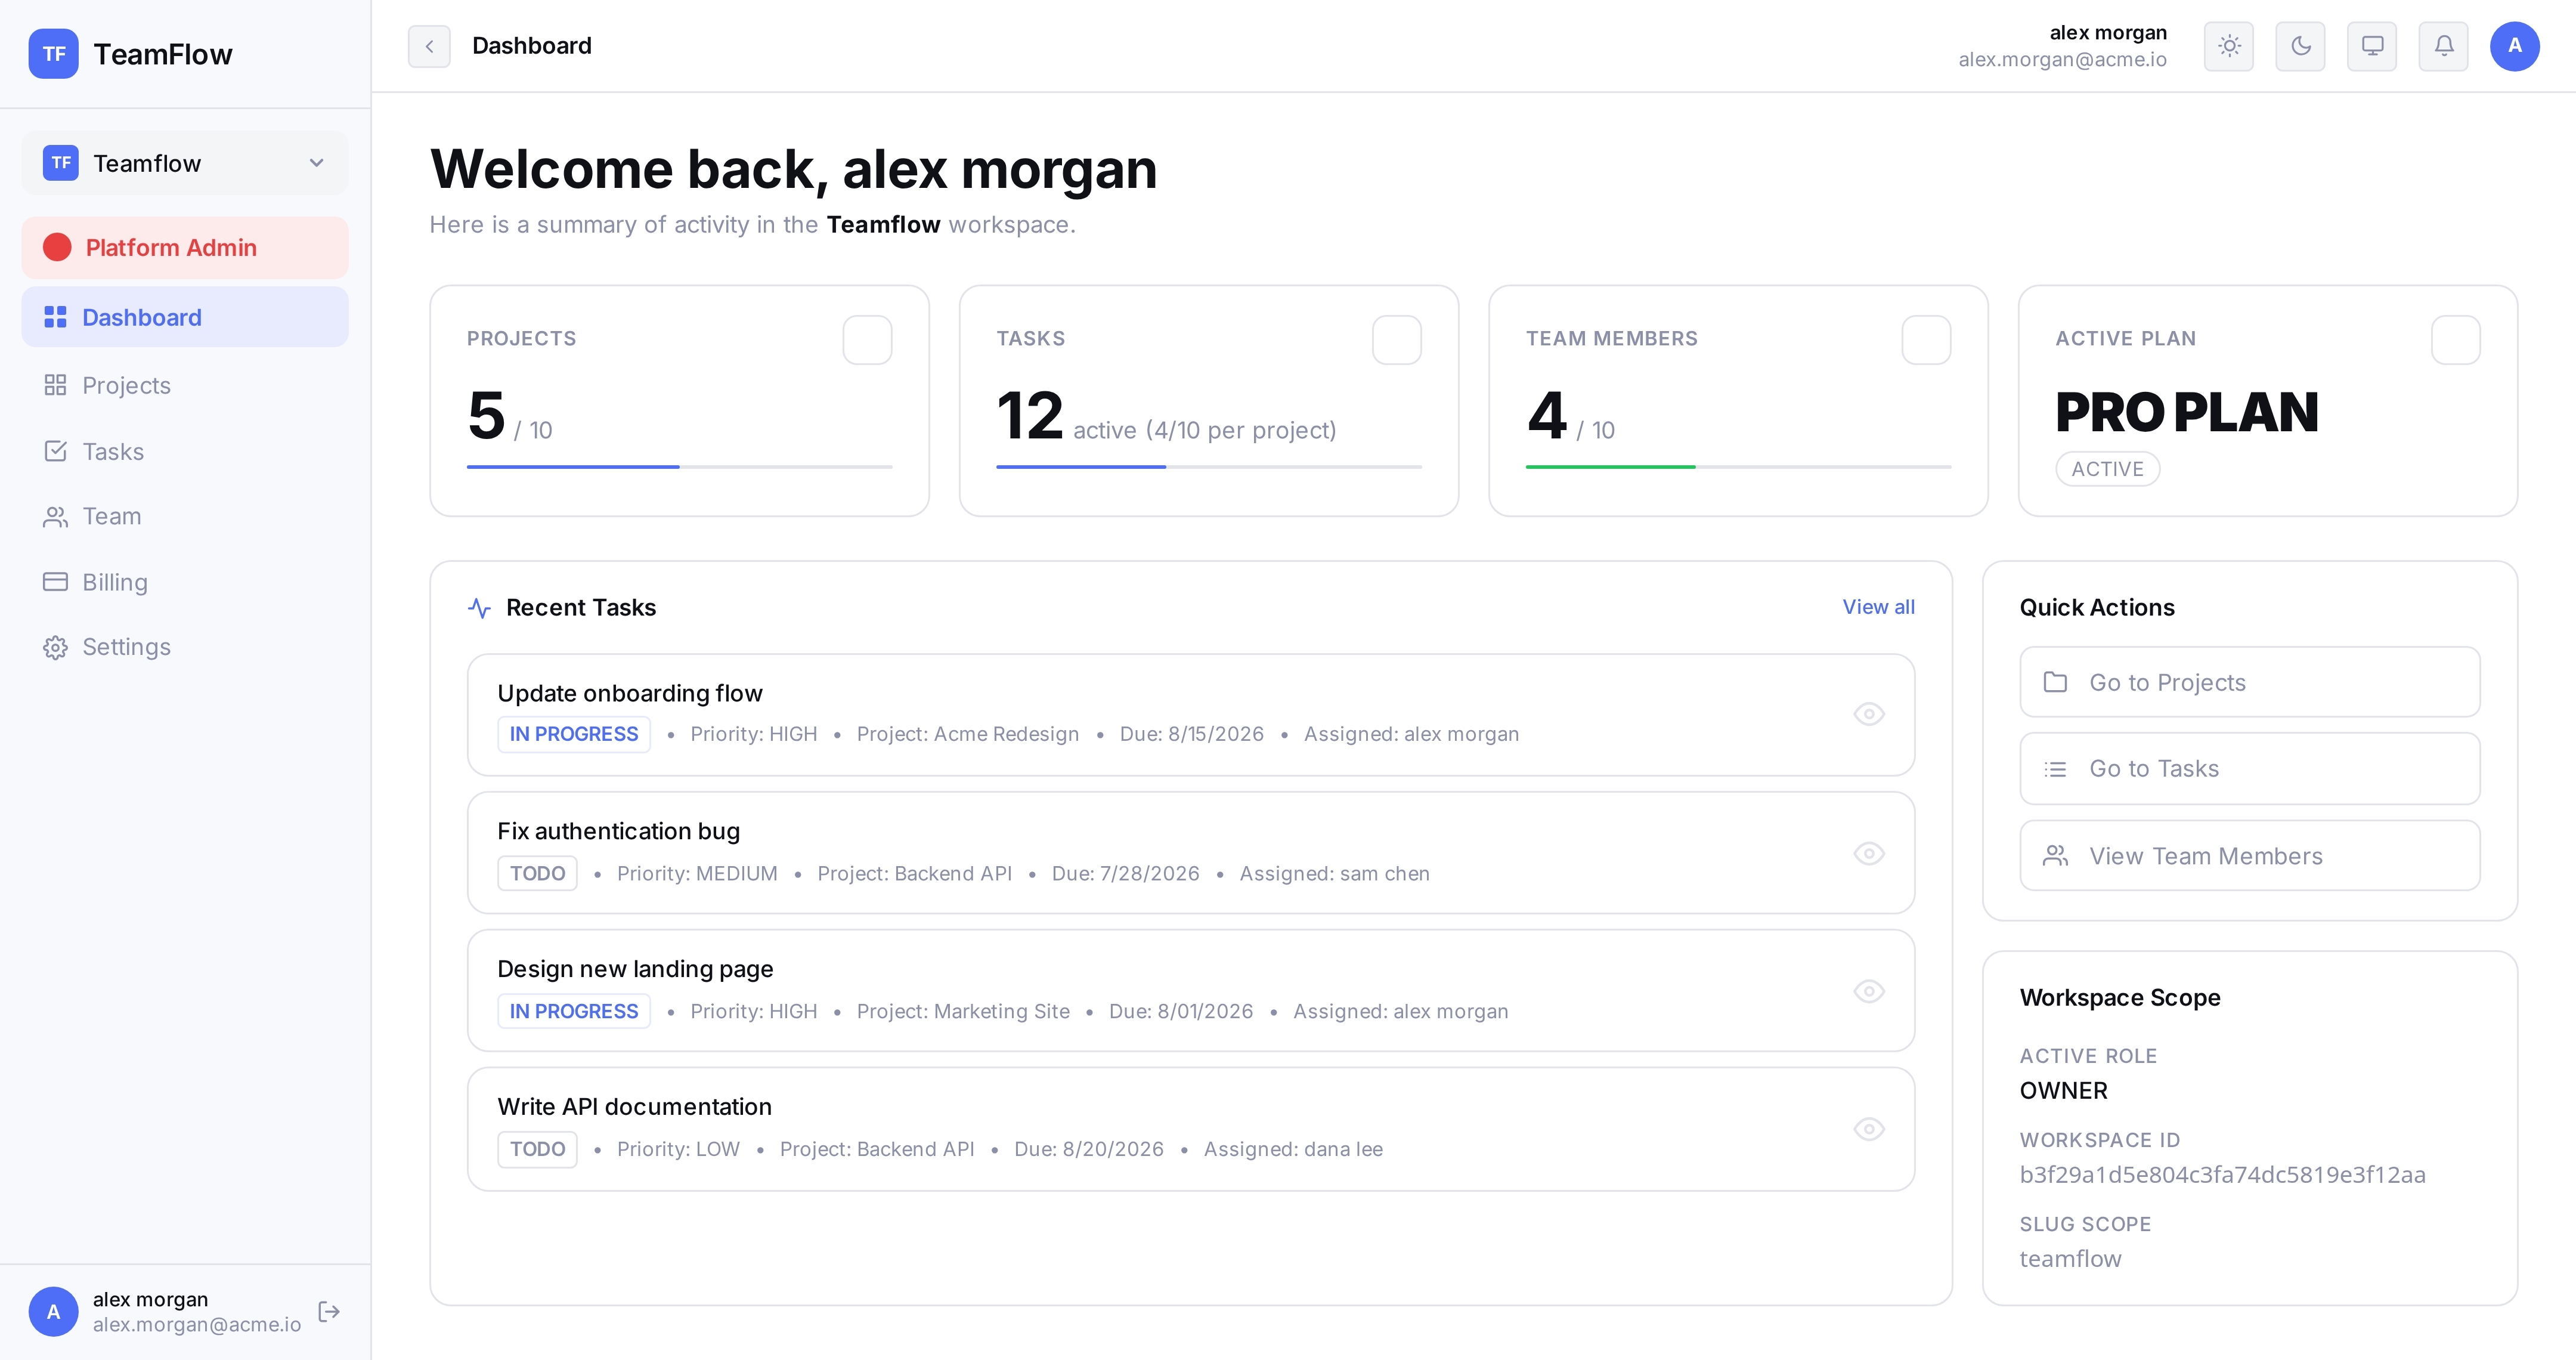 TF TeamFlow
TF Teamflow
Platform Admin
Dashboard
Projects
Tasks
Team
Billing
Settings
A
alex morgan
alex.morgan@acme.io
Dashboard
alex morgan
alex.morgan@acme.io
A
Welcome back, alex morgan
Here is a summary of activity in the Teamflow workspace.
PROJECTS
5 / 10
TASKS
12 active (4/10 per project)
TEAM MEMBERS
4 / 10
ACTIVE PLAN
PRO PLAN
ACTIVE
Recent Tasks
View all
Update onboarding flow
IN PROGRESS • Priority: HIGH • Project: Acme Redesign • Due: 8/15/2026 • Assigned: alex morgan
Fix authentication bug
TODO • Priority: MEDIUM • Project: Backend API • Due: 7/28/2026 • Assigned: sam chen
Design new landing page
IN PROGRESS • Priority: HIGH • Project: Marketing Site • Due: 8/01/2026 • Assigned: alex morgan
Write API documentation
TODO • Priority: LOW • Project: Backend API • Due: 8/20/2026 • Assigned: dana lee
Quick Actions
Go to Projects
Go to Tasks
View Team Members
Workspace Scope
ACTIVE ROLE
OWNER
WORKSPACE ID
b3f29a1d5e804c3fa74dc5819e3f12aa
SLUG SCOPE
teamflow